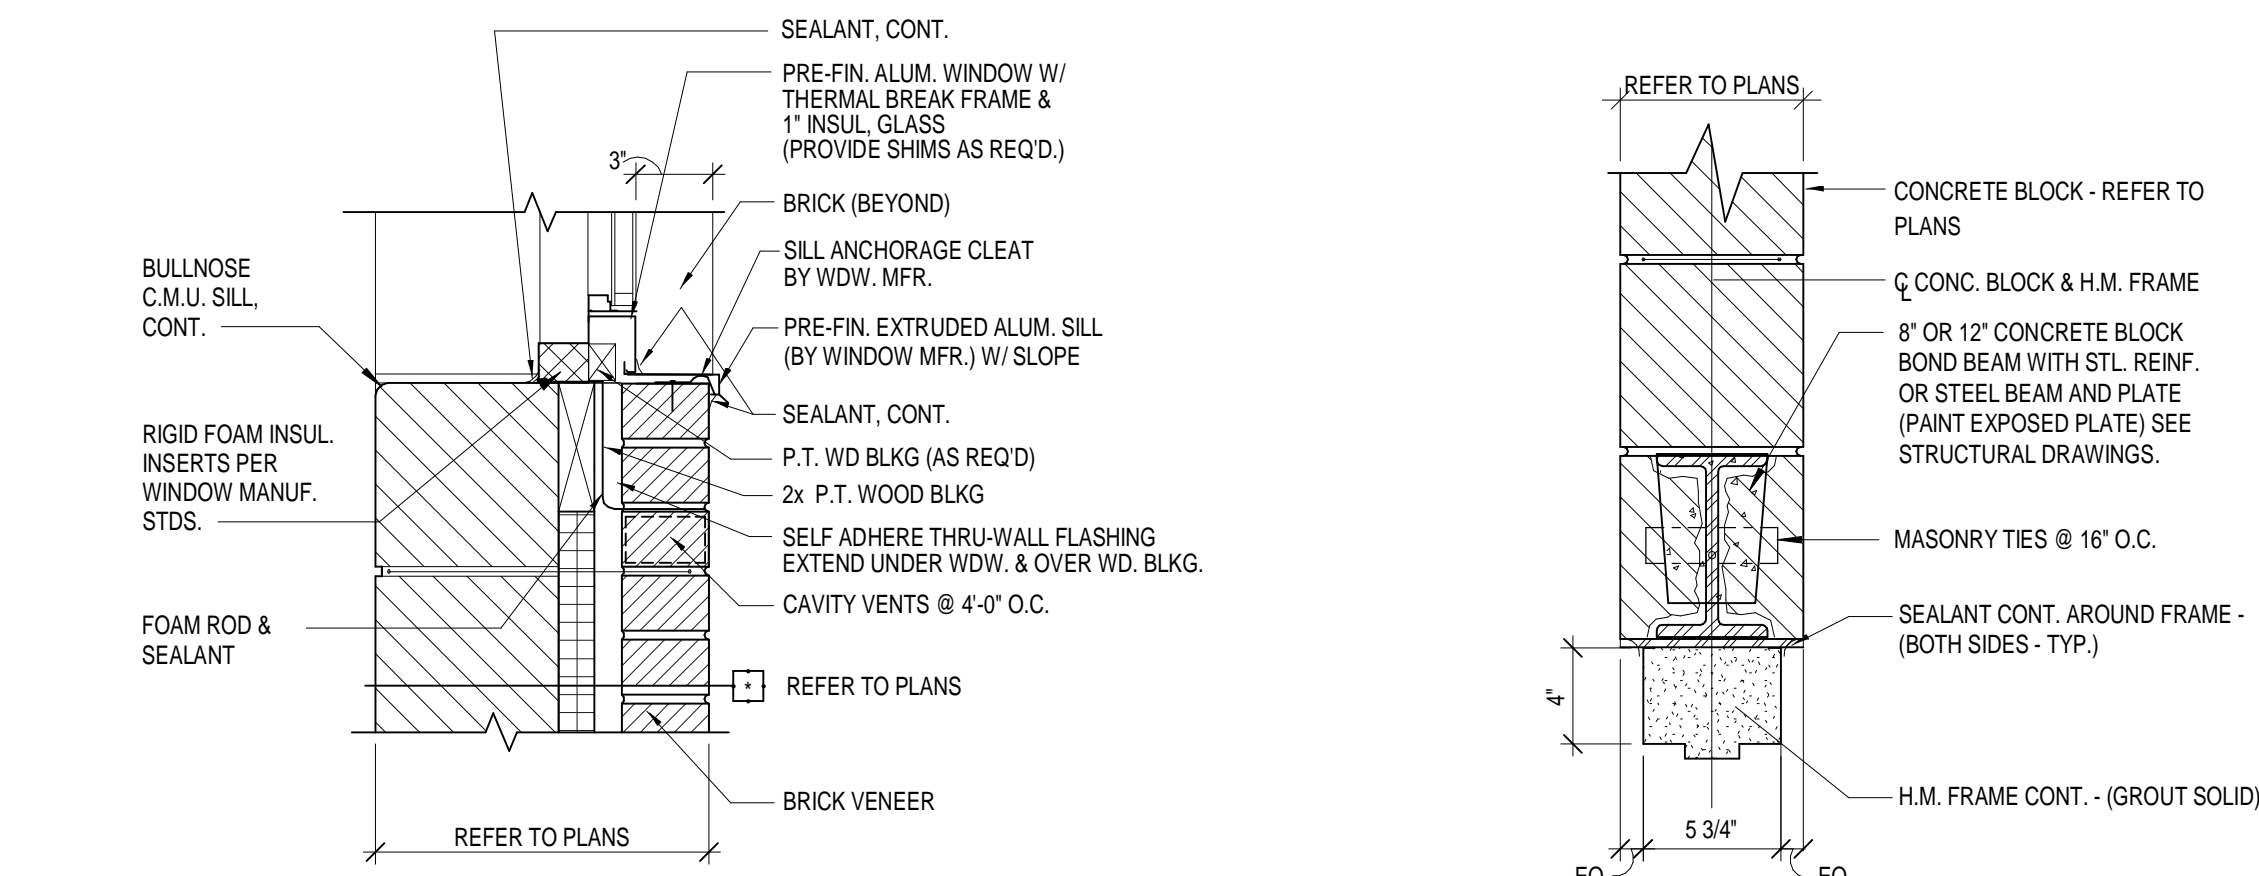 SEALANT, CONT.
PRE-FIN. ALUM. WINDOW W/
THERMAL BREAK FRAME &
1" INSUL, GLASS
(PROVIDE SHIMS AS REQ'D.)
3"
BRICK (BEYOND)
SILL ANCHORAGE CLEAT
BY WDW. MFR.
PRE-FIN. EXTRUDED ALUM. SILL
(BY WINDOW MFR.) W/ SLOPE
SEALANT, CONT.
P.T. WD BLKG (AS REQ'D)
2x P.T. WOOD BLKG
SELF ADHERE THRU-WALL FLASHING
EXTEND UNDER WDW. & OVER WD. BLKG.
CAVITY VENTS @ 4'-0" O.C.
* REFER TO PLANS
BRICK VENEER
BULLNOSE
C.M.U. SILL,
CONT.
RIGID FOAM INSUL.
INSERTS PER
WINDOW MANUF.
STDS.
FOAM ROD &
SEALANT
REFER TO PLANS
REFER TO PLANS
CONCRETE BLOCK - REFER TO
PLANS
℄ CONC. BLOCK & H.M. FRAME
8" OR 12" CONCRETE BLOCK
BOND BEAM WITH STL. REINF.
OR STEEL BEAM AND PLATE
(PAINT EXPOSED PLATE) SEE
STRUCTURAL DRAWINGS.
MASONRY TIES @ 16" O.C.
SEALANT CONT. AROUND FRAME -
(BOTH SIDES - TYP.)
4"
H.M. FRAME CONT. - (GROUT SOLID)
5 3/4"